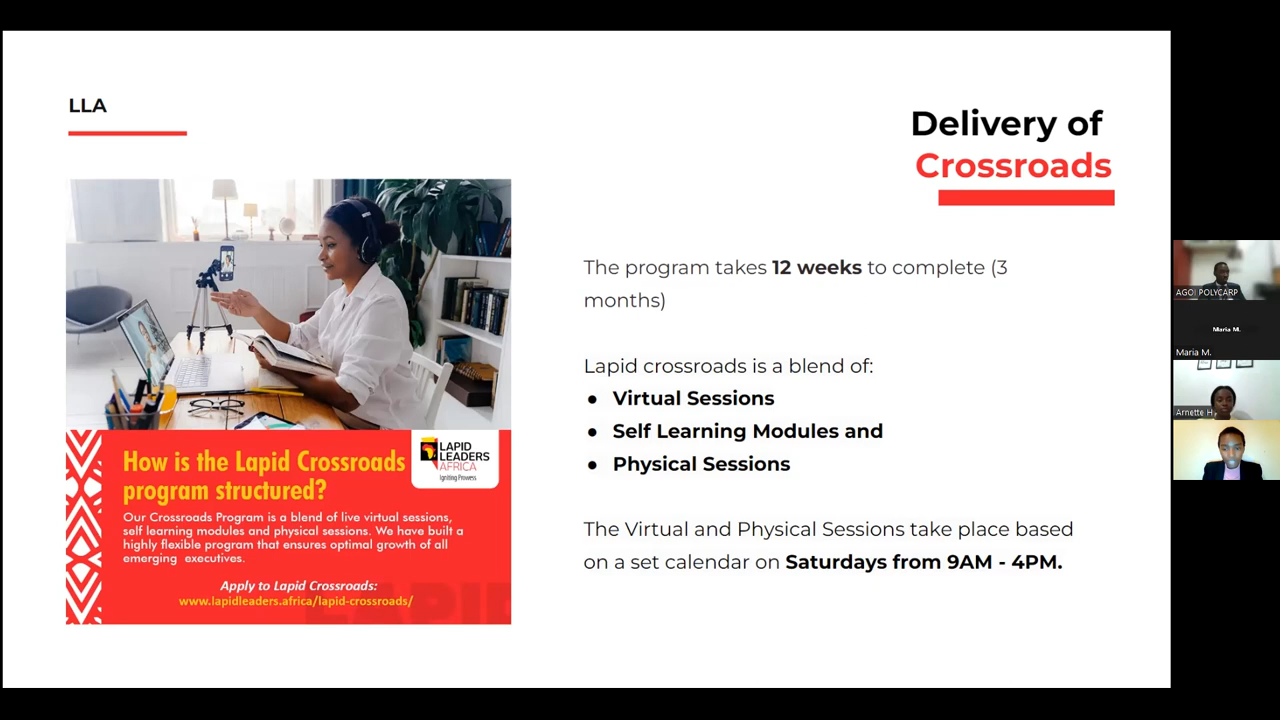 LLA
Delivery of
Crossroads
The program takes 12 weeks to complete (3
months)
Lapid crossroads is a blend of:
● Virtual Sessions
● Self Learning Modules and
● Physical Sessions
The Virtual and Physical Sessions take place based
on a set calendar on Saturdays from 9AM - 4PM.
How is the Lapid Crossroads
program structured?
LAPID
LEADERS
AFRICA
Igniting Prowess
Our Crossroads Program is a blend of live virtual sessions,
self learning modules and physical sessions. We have built a
highly flexible program that ensures optimal growth of all
emerging executives.
Apply to Lapid Crossroads:
www.lapidleaders.africa/lapid-crossroads/
LAPID
AGOI POLYCARP
Maria M.
Maria M.
Arnette H